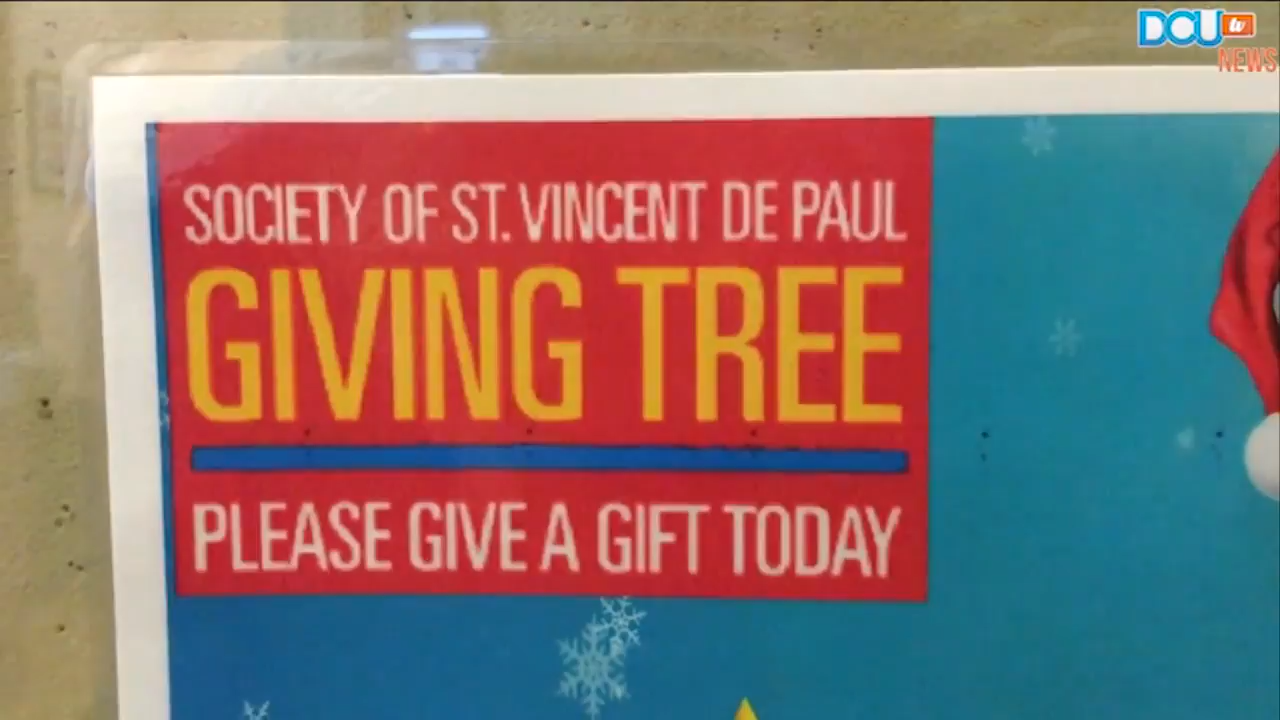 DCU tv
NEWS
SOCIETY OF ST. VINCENT DE PAUL
GIVING TREE
PLEASE GIVE A GIFT TODAY